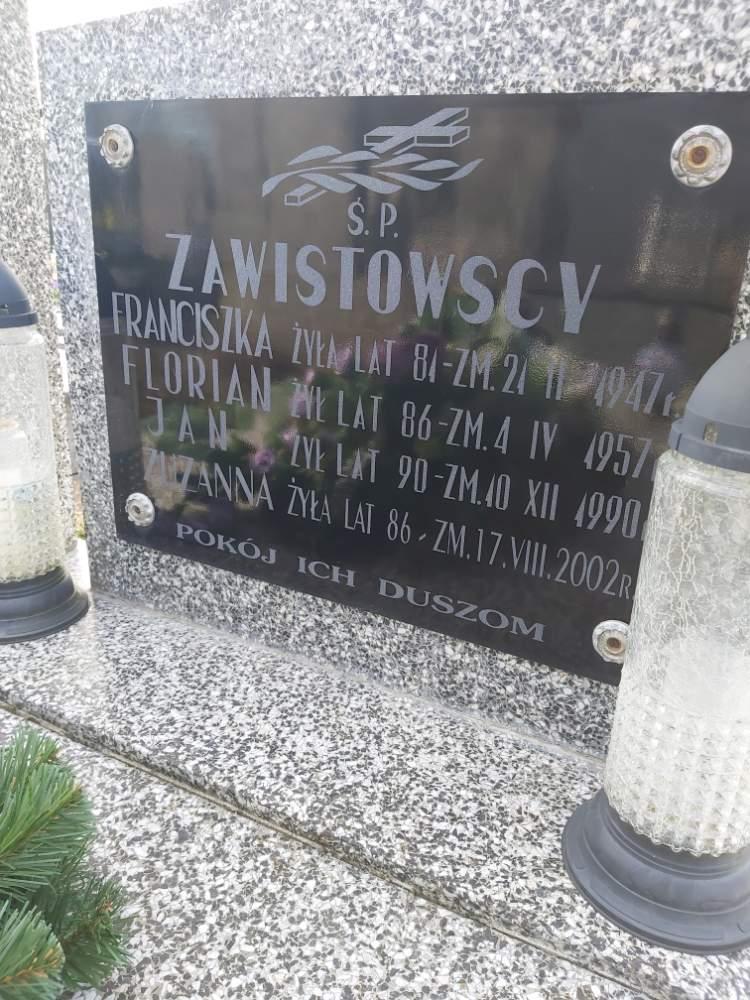 Ś. P.
ZAWISTOWSCY
FRANCISZKA ŻYŁA LAT 81-ZM. 21 II 1947 r.
FLORIAN ŻYŁ LAT 86-ZM. 4 IV 1957
JAN ŻYŁ LAT 90-ZM. 10 XII 1990
ZUZANNA ŻYŁA LAT 86-ZM. 17.VIII.2002R
POKÓJ ICH DUSZOM